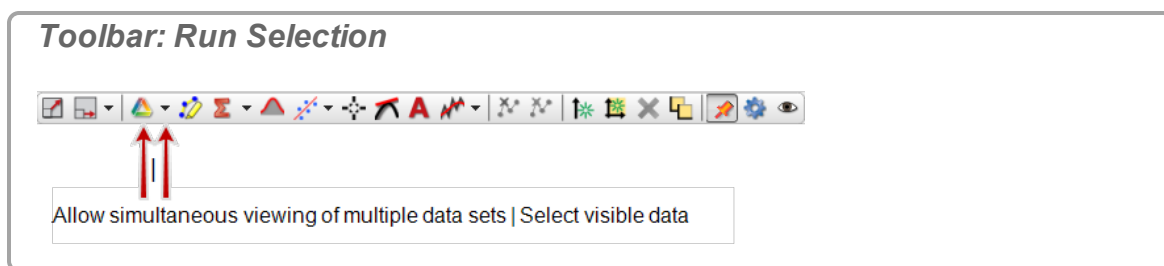 Toolbar: Run Selection
A
Allow simultaneous viewing of multiple data sets | Select visible data